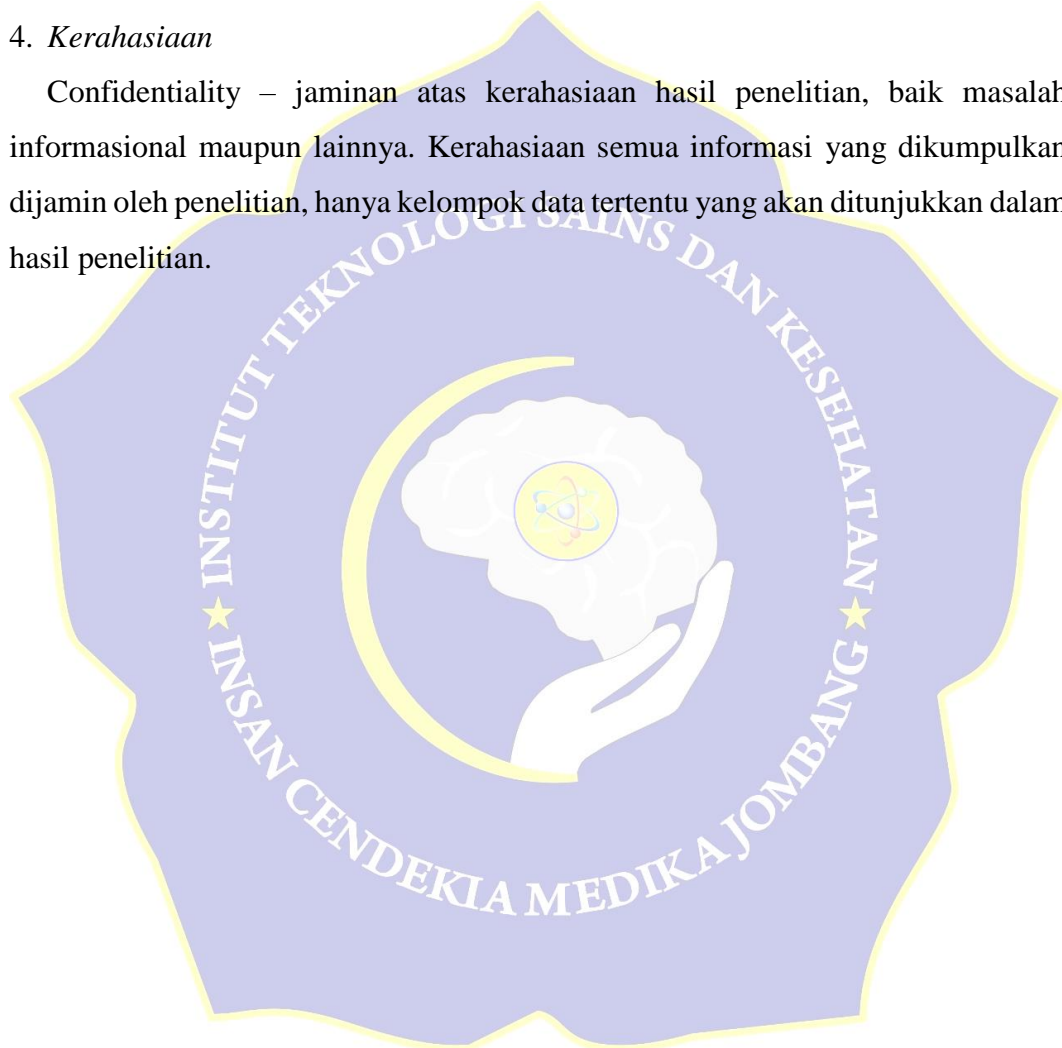 4. Kerahasiaan
Confidentiality – jaminan atas kerahasiaan hasil penelitian, baik masalah
informasional maupun lainnya. Kerahasiaan semua informasi yang dikumpulkan
dijamin oleh penelitian, hanya kelompok data tertentu yang akan ditunjukkan dalam
hasil penelitian.
INSTITUT TEKNOLOGI SAINS DAN KESEHATAN
INSAN CENDEKIA MEDIKA JOMBANG